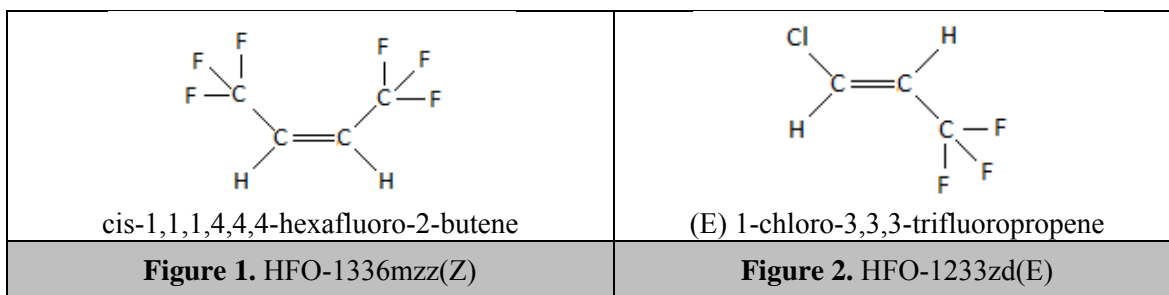 F
F
F
C
F
F
F
C
C
C
H
H
cis-1,1,1,4,4,4-hexafluoro-2-butene
Figure 1. HFO-1336mzz(Z)
Cl
H
C
C
H
C
F
F
F
(E) 1-chloro-3,3,3-trifluoropropene
Figure 2. HFO-1233zd(E)